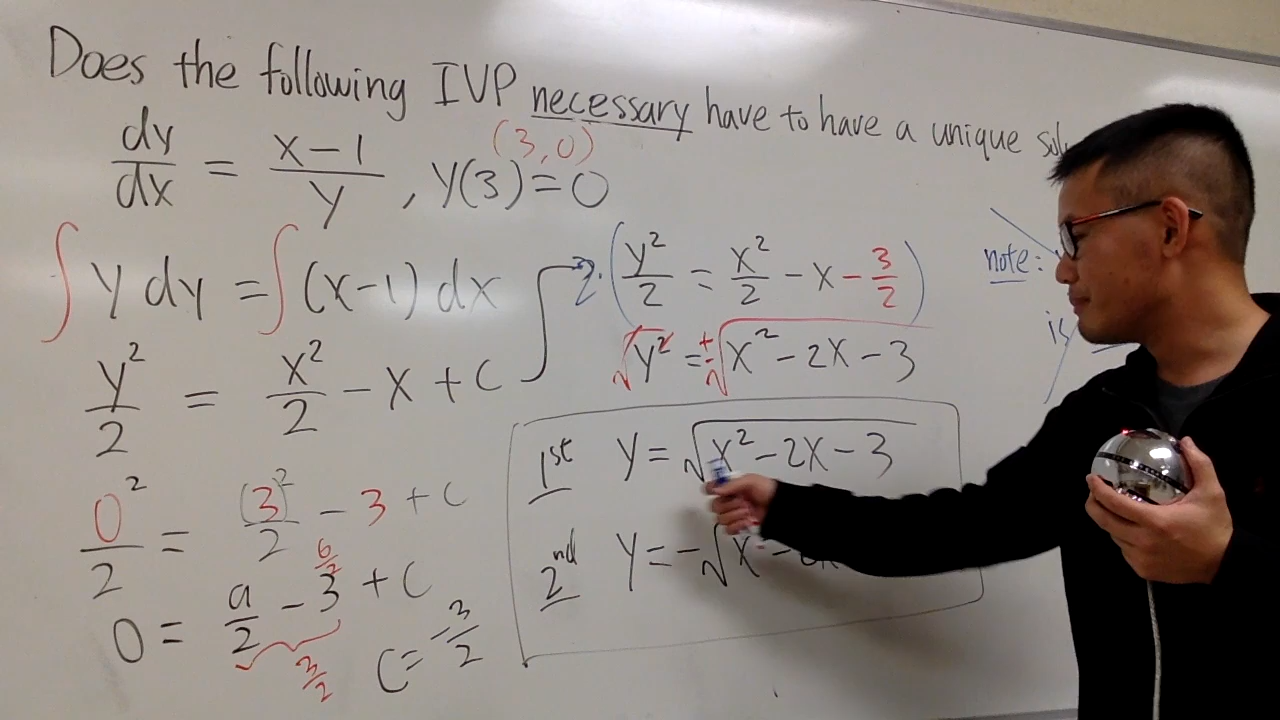 Does the following IVP necessary have to have a unique
dy/dx = x-1/y , y(3)=0
(3,0)
∫ y dy = ∫ (x-1) dx
y²/2 = x²/2 - x + C
0²/2 = (3)²/2 - 3 + C
0 = 9/2 - 3 + C
6/2
3/2
C = -3/2
2·(y²/2 = x²/2 - x - 3/2)
√y² = ±√x² - 2x - 3
1st y = √x² - 2x - 3
2nd y = -√x
note:
is